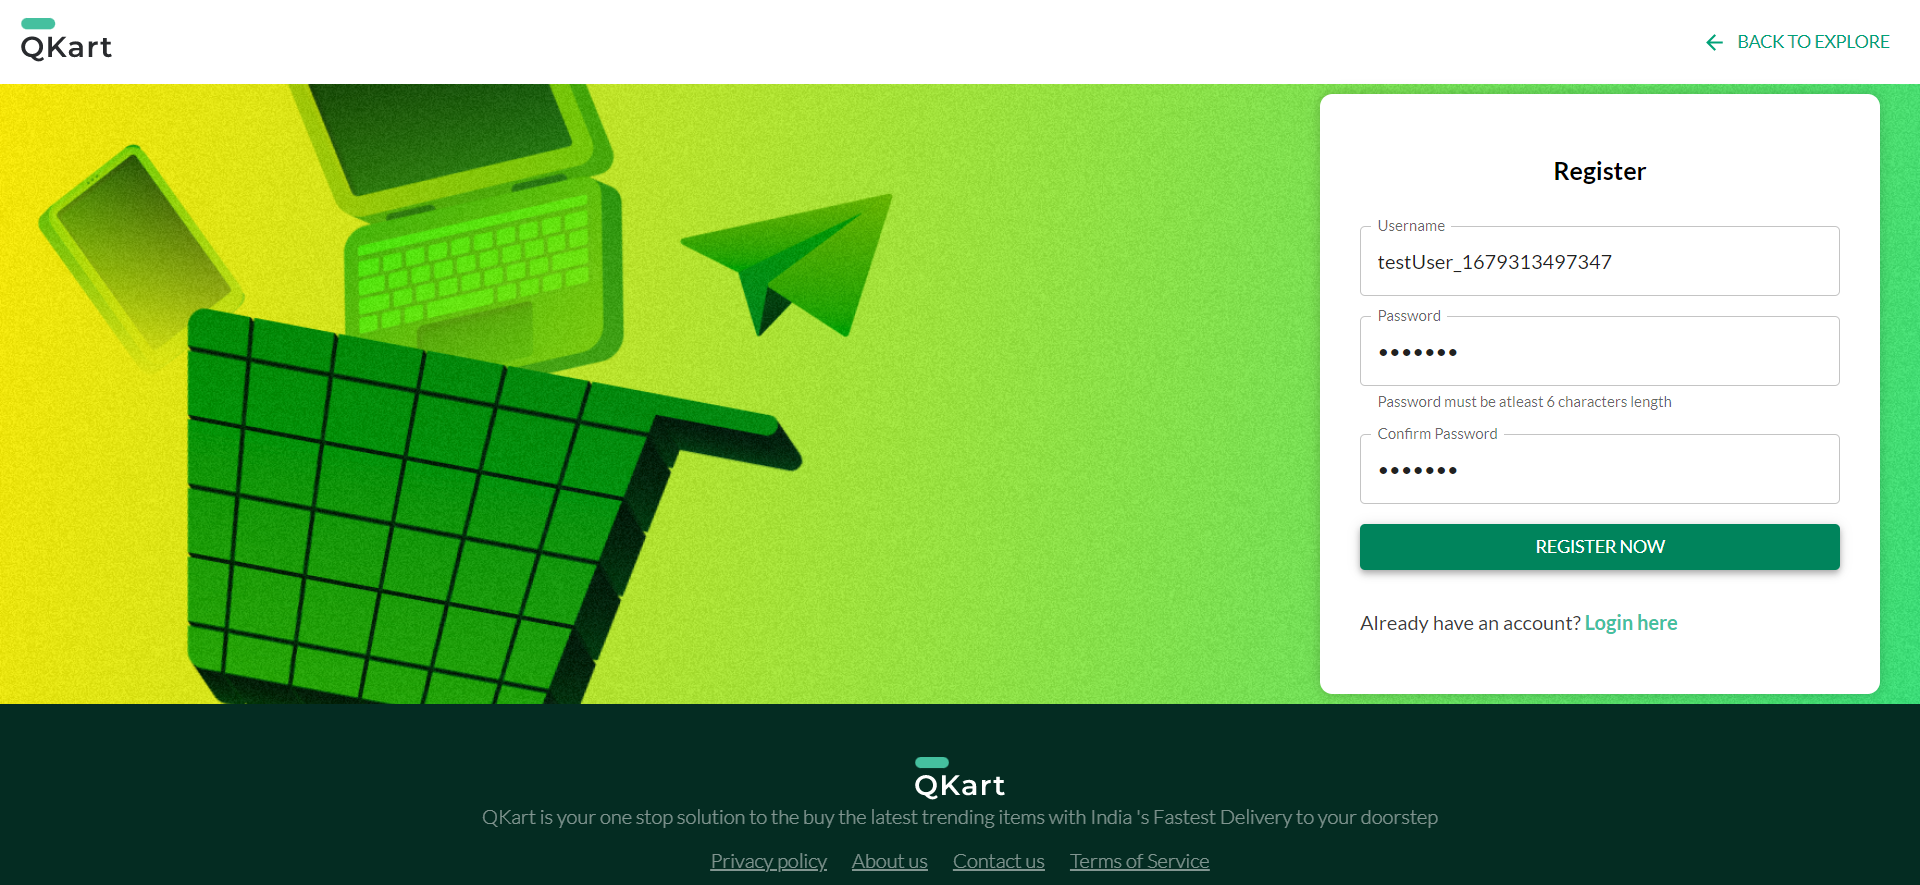 QKart
BACK TO EXPLORE
Register
Username
testUser_1679313497347
Password
•••••••
Password must be atleast 6 characters length
Confirm Password
•••••••
REGISTER NOW
Already have an account? Login here
QKart
QKart is your one stop solution to the buy the latest trending items with India 's Fastest Delivery to your doorstep
Privacy policy About us Contact us Terms of Service